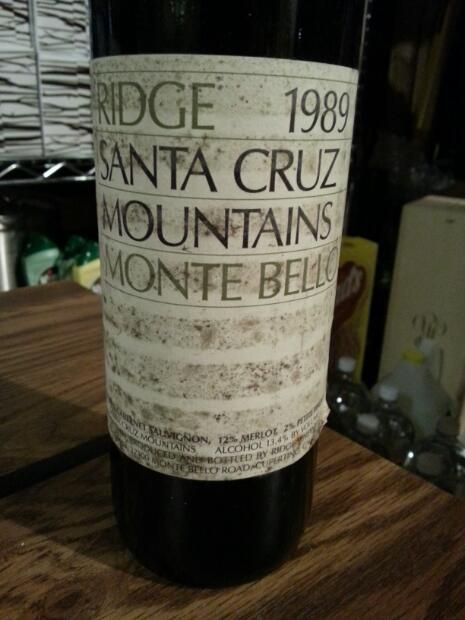 RIDGE 1989
SANTA CRUZ
MOUNTAINS
MONTE BELLO
CABERNET SAUVIGNON, 12% MERLOT, 2% PETIT
CRUZ MOUNTAINS ALCOHOL 13.4% BY
PRODUCED AND BOTTLED BY RIDGE
MONTE BELLO ROAD, CUPERTINO